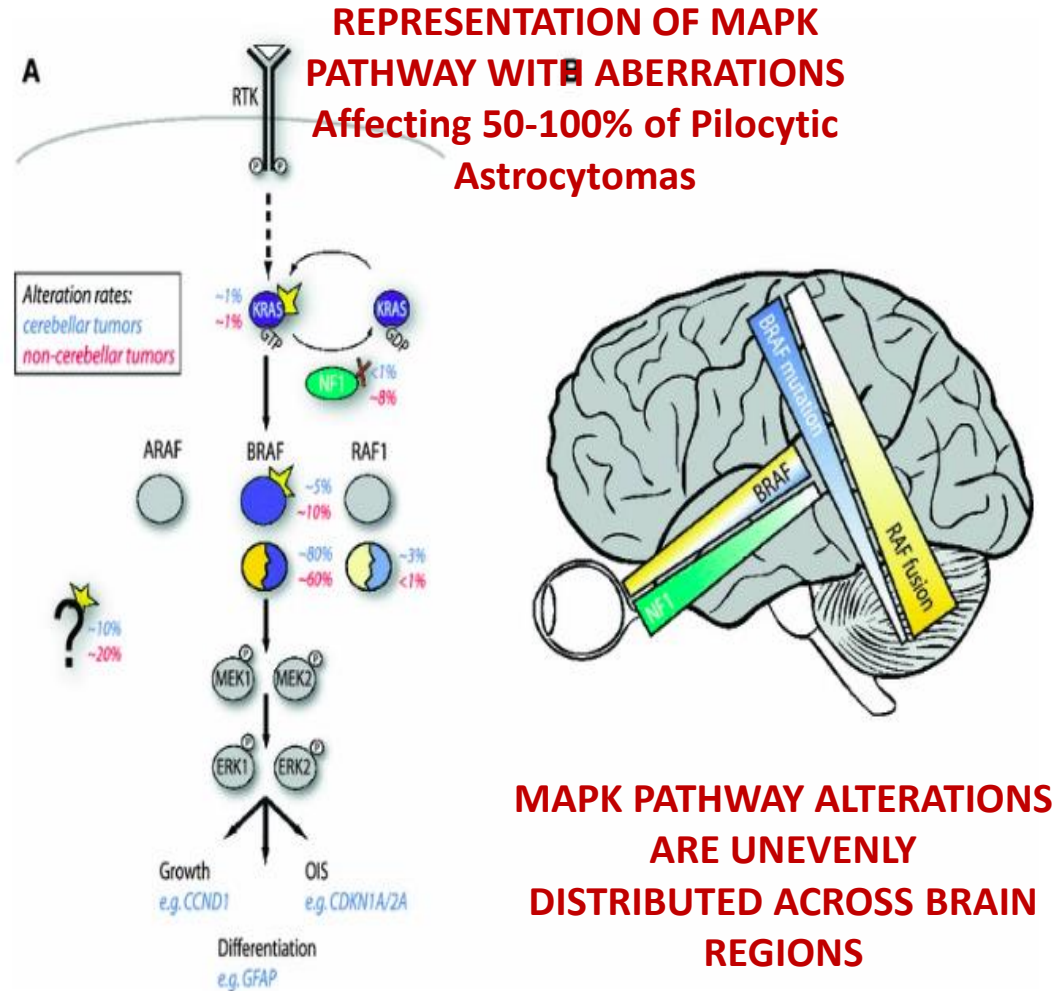 REPRESENTATION OF MAPK
PATHWAY WITH ABERRATIONS
Affecting 50-100% of Pilocytic
Astrocytomas
A
B
RTK
P P
Alteration rates:
cerebellar tumors
non-cerebellar tumors
~1%
~1%
KRAS
GTP
KRAS
GDP
NF1
<1%
~8%
ARAF
BRAF
RAF1
~5%
~10%
~80%
~60%
~3%
<1%
?
~10%
~20%
P
MEK1
P
MEK2
P
ERK1
P
ERK2
Growth
e.g. CCND1
OIS
e.g. CDKN1A/2A
Differentiation
e.g. GFAP
BRAF mutation
RAF fusion
BRAF
NF1
MAPK PATHWAY ALTERATIONS
ARE UNEVENLY
DISTRIBUTED ACROSS BRAIN
REGIONS